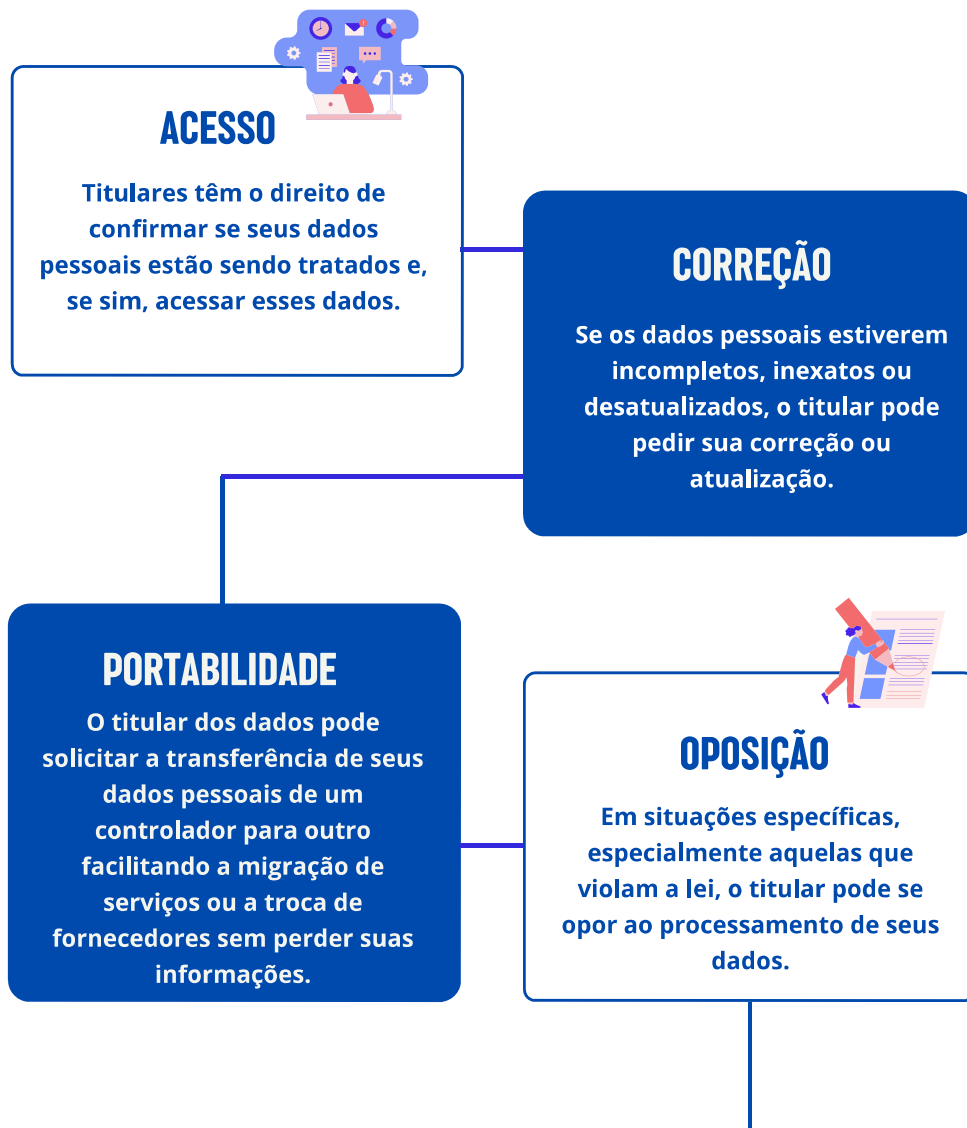 ACESSO
Titulares têm o direito de
confirmar se seus dados
pessoais estão sendo tratados e,
se sim, acessar esses dados.
CORREÇÃO
Se os dados pessoais estiverem
incompletos, inexatos ou
desatualizados, o titular pode
pedir sua correção ou
atualização.
PORTABILIDADE
O titular dos dados pode
solicitar a transferência de seus
dados pessoais de um
controlador para outro
facilitando a migração de
serviços ou a troca de
fornecedores sem perder suas
informações.
OPOSIÇÃO
Em situações específicas,
especialmente aquelas que
violam a lei, o titular pode se
opor ao processamento de seus
dados.